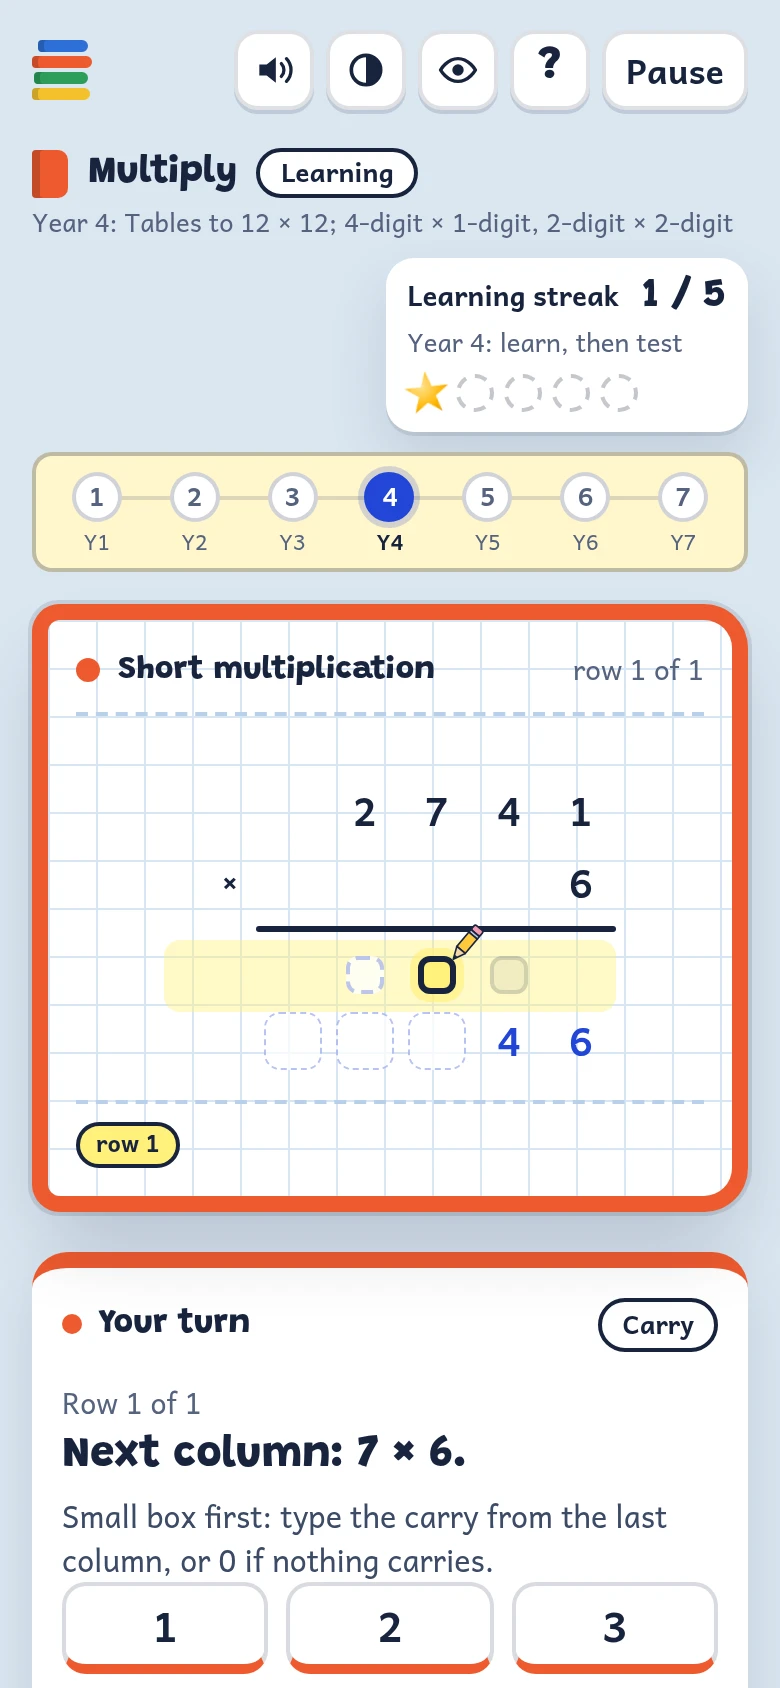 ? Pause
Multiply Learning
Year 4: Tables to 12 × 12; 4-digit × 1-digit, 2-digit × 2-digit
Learning streak 1 / 5
Year 4: learn, then test
1 2 3 4 5 6 7
Y1 Y2 Y3 Y4 Y5 Y6 Y7
Short multiplication row 1 of 1
2 7 4 1
× 6
4 6
row 1
Your turn Carry
Row 1 of 1
Next column: 7 × 6.
Small box first: type the carry from the last
column, or 0 if nothing carries.
1 2 3